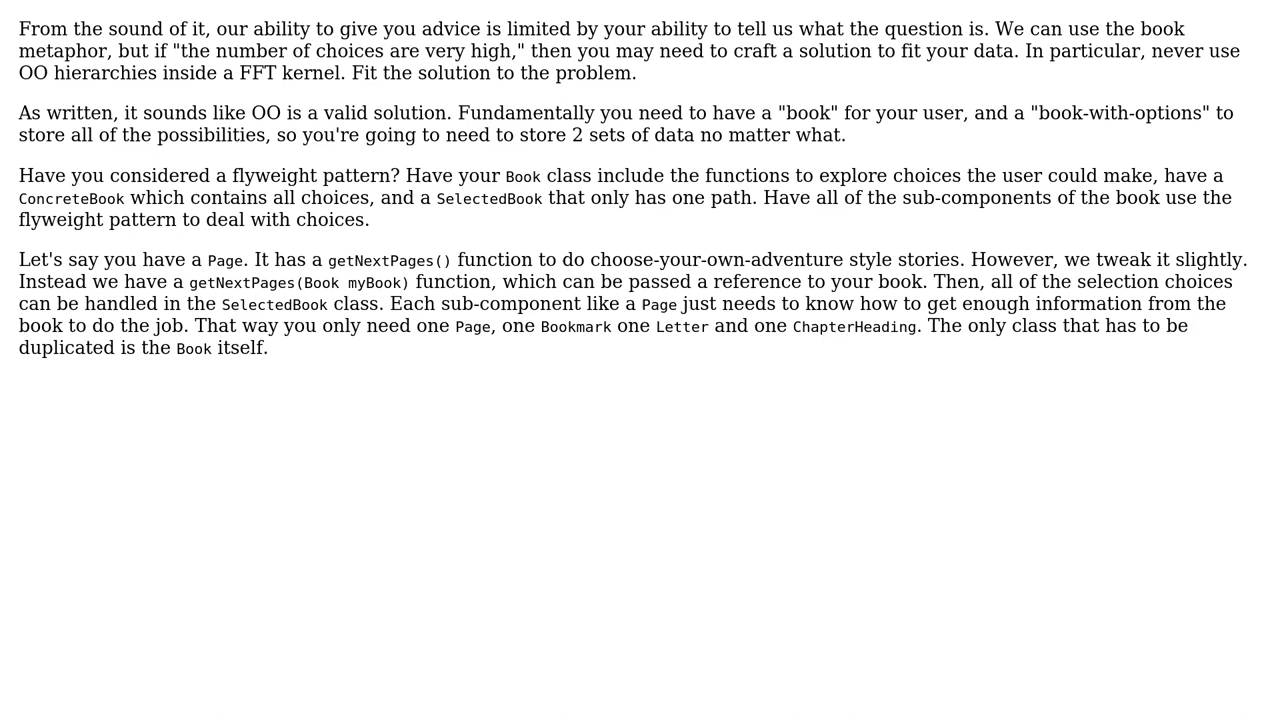 From the sound of it, our ability to give you advice is limited by your ability to tell us what the question is. We can use the book
metaphor, but if "the number of choices are very high," then you may need to craft a solution to fit your data. In particular, never use
OO hierarchies inside a FFT kernel. Fit the solution to the problem.
As written, it sounds like OO is a valid solution. Fundamentally you need to have a "book" for your user, and a "book-with-options" to
store all of the possibilities, so you're going to need to store 2 sets of data no matter what.
Have you considered a flyweight pattern? Have your Book class include the functions to explore choices the user could make, have a
ConcreteBook which contains all choices, and a SelectedBook that only has one path. Have all of the sub-components of the book use the
flyweight pattern to deal with choices.
Let's say you have a Page. It has a getNextPages() function to do choose-your-own-adventure style stories. However, we tweak it slightly.
Instead we have a getNextPages(Book myBook) function, which can be passed a reference to your book. Then, all of the selection choices
can be handled in the SelectedBook class. Each sub-component like a Page just needs to know how to get enough information from the
book to do the job. That way you only need one Page, one Bookmark one Letter and one ChapterHeading. The only class that has to be
duplicated is the Book itself.